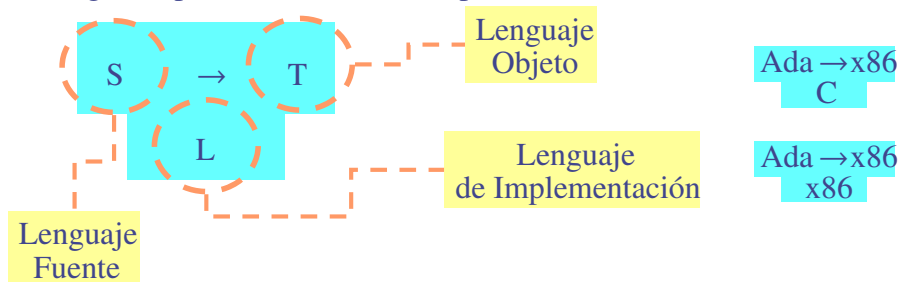 Lenguaje
Objeto
S → T
L
Lenguaje
Fuente
Lenguaje
de Implementación
Ada → x86
C
Ada → x86
x86